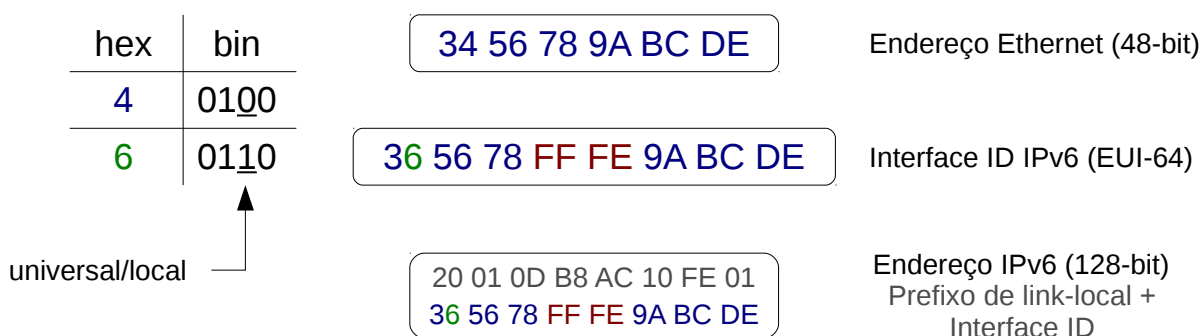 hex bin
4 0100
6 0110
universal/local
34 56 78 9A BC DE
Endereço Ethernet (48-bit)
36 56 78 FF FE 9A BC DE
Interface ID IPv6 (EUI-64)
20 01 0D B8 AC 10 FE 01
36 56 78 FF FE 9A BC DE
Endereço IPv6 (128-bit)
Prefixo de link-local +
Interface ID